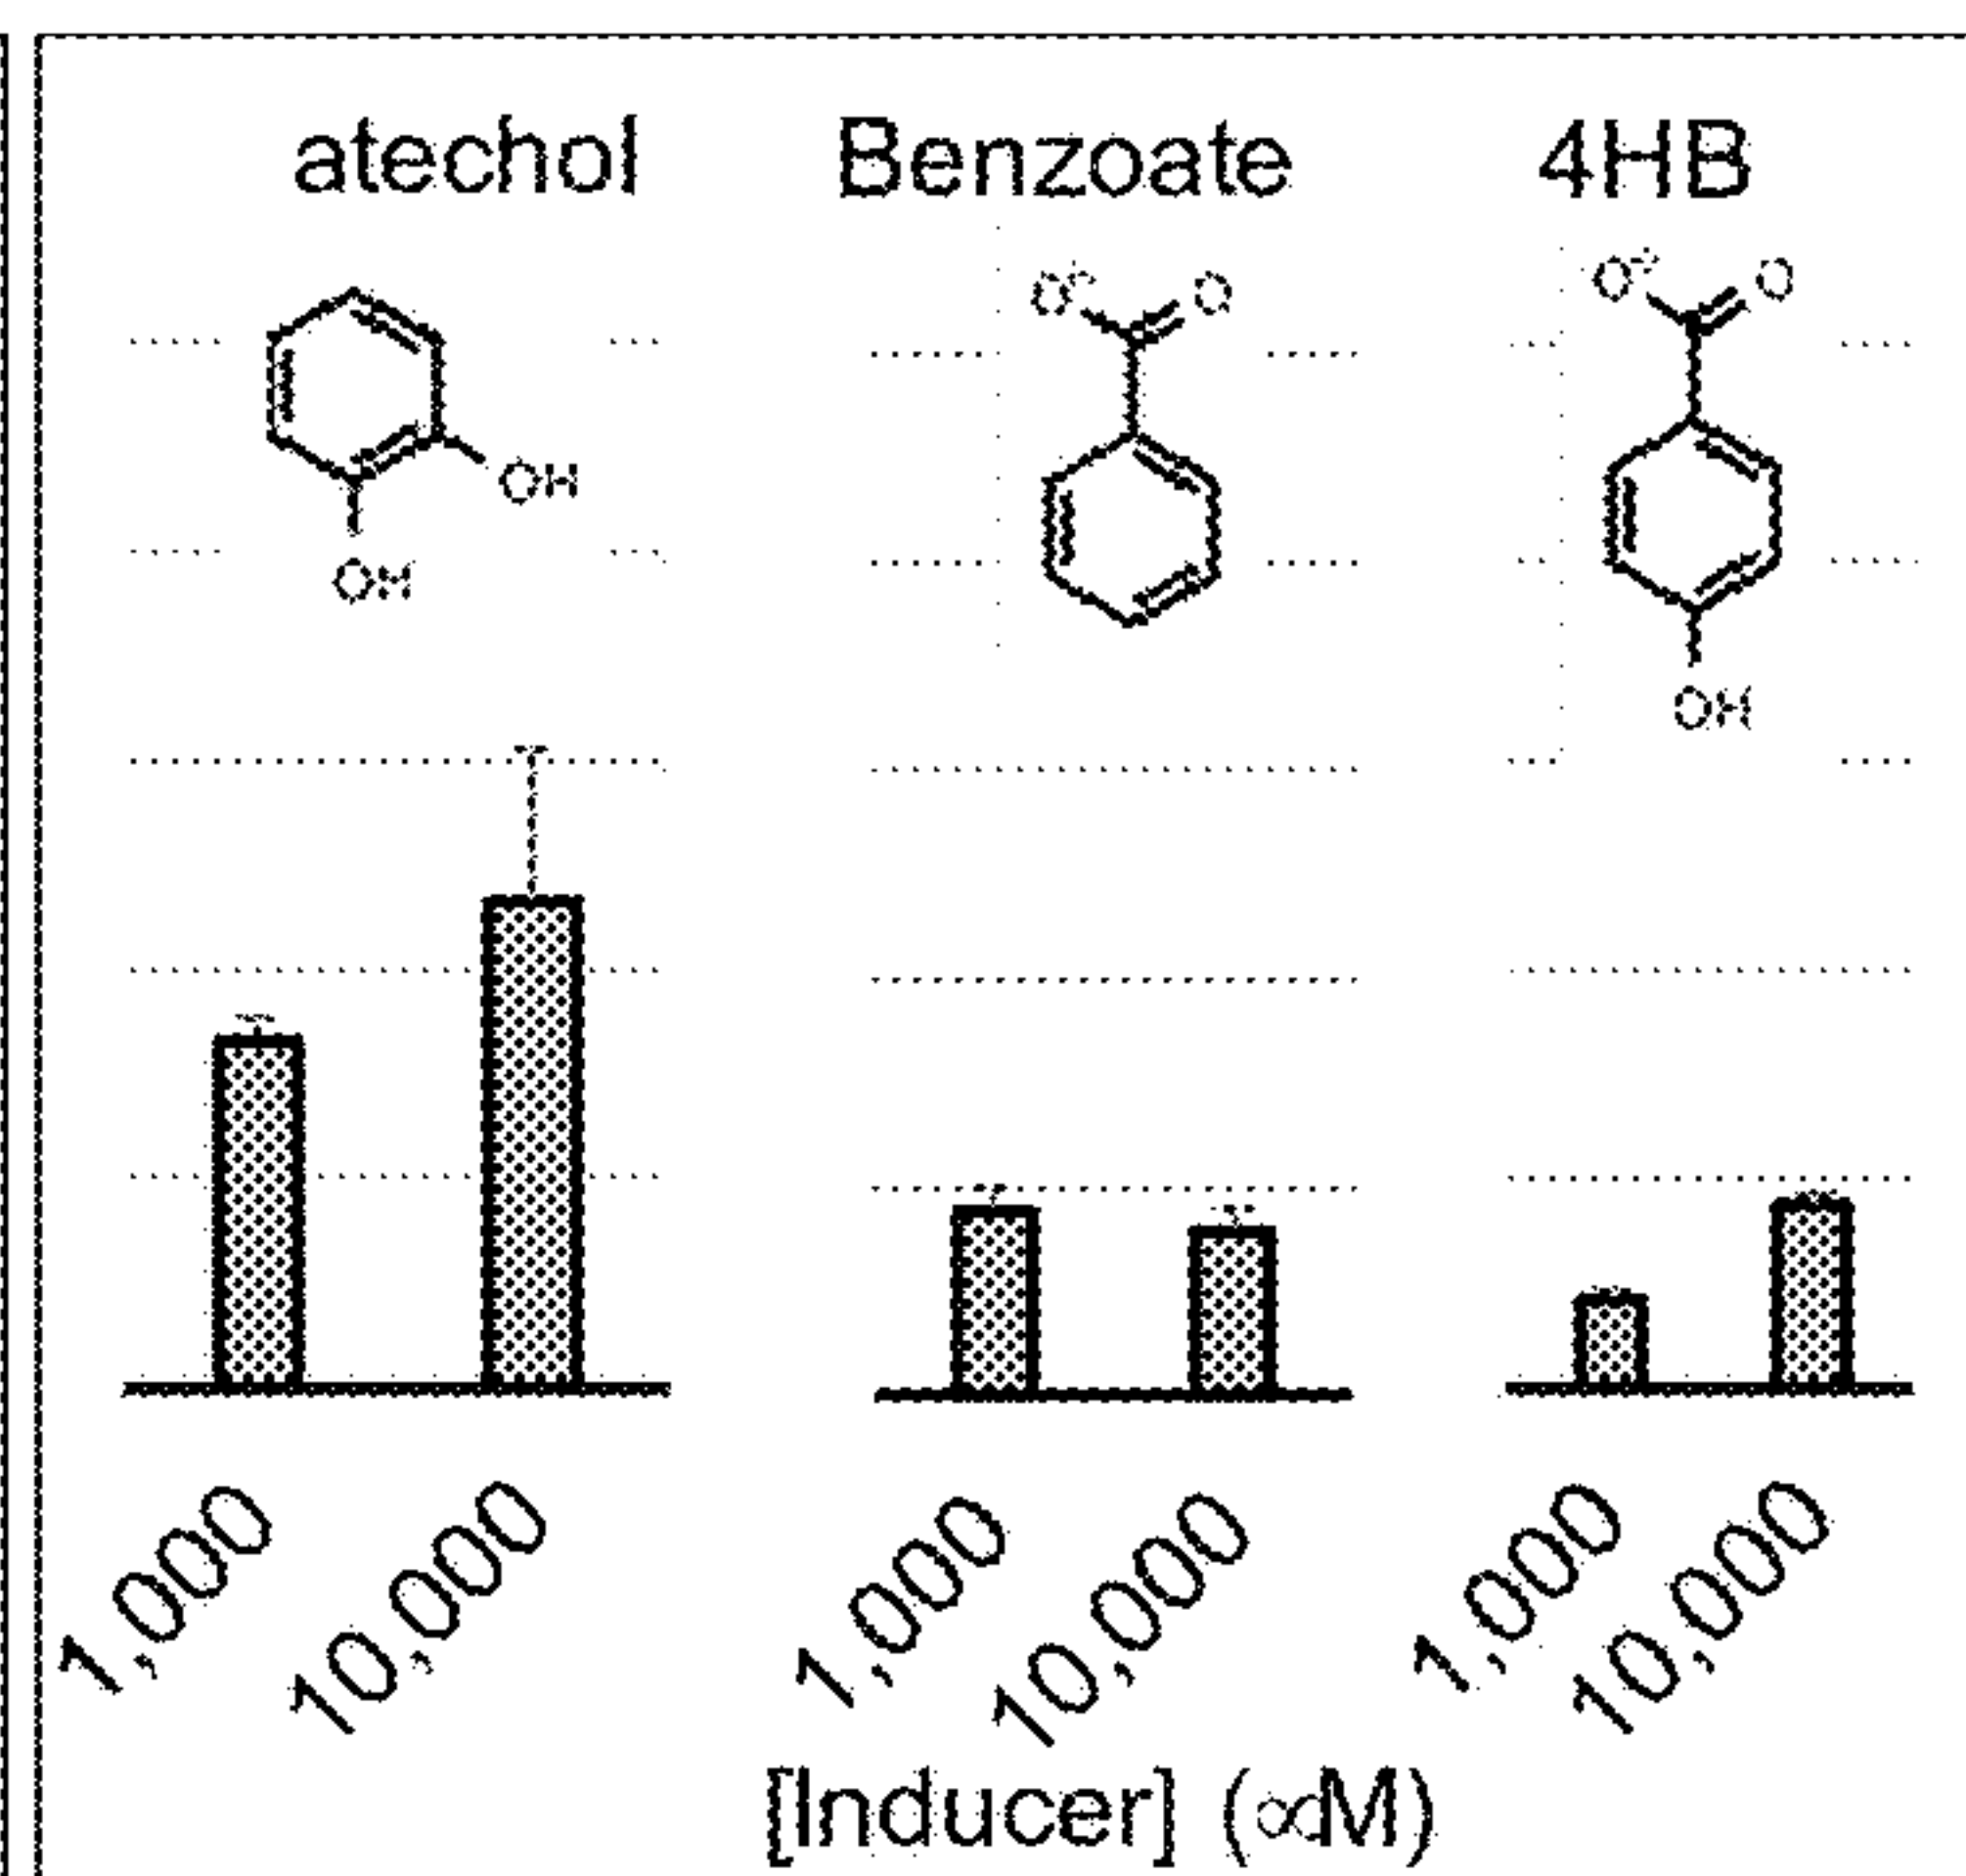 atechol Benzoate 4HB
O⁻ O O⁻ O
OH
OH
OH
1,000 10,000 1,000 10,000 1,000 10,000
[Inducer] (∝M)